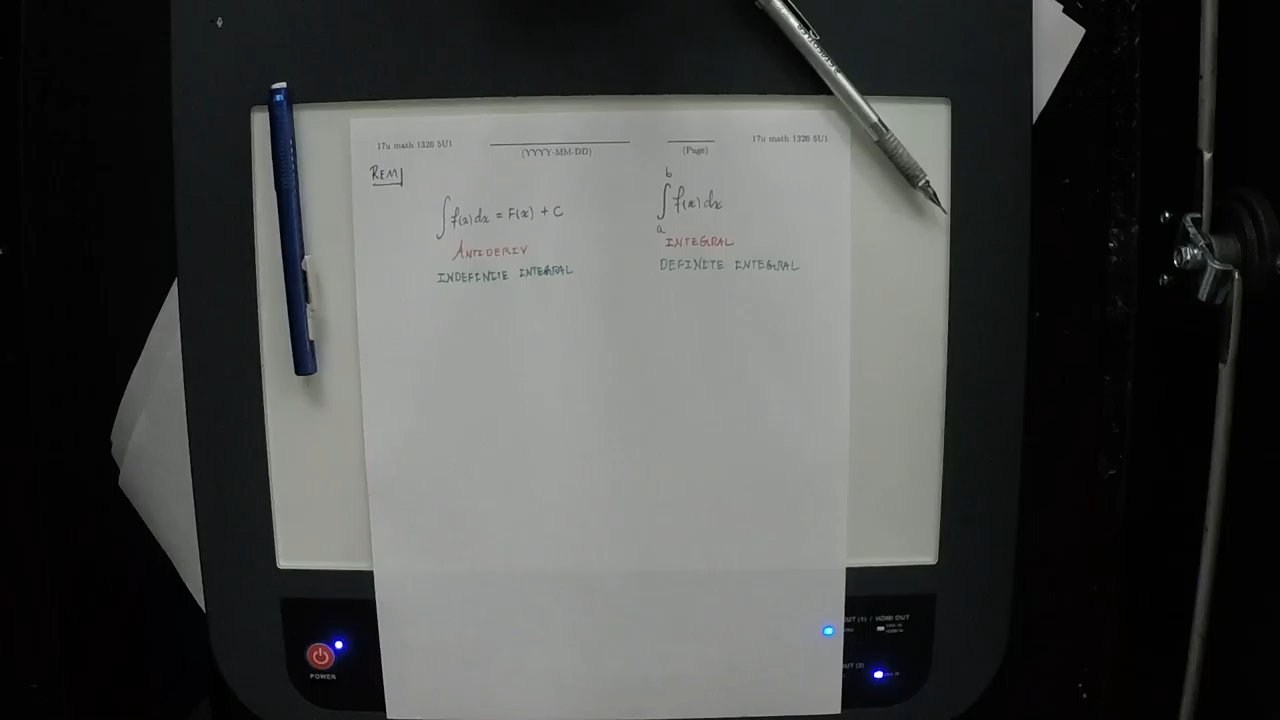 17u math 1326 5U1 (YYYY-MM-DD) (Page) 17u math 1326 5U1
REM
∫f(x)dx = F(x) + C
ANTIDERIV
INDEFINITE INTEGRAL
b
∫f(x)dx
a
INTEGRAL
DEFINITE INTEGRAL
POWER